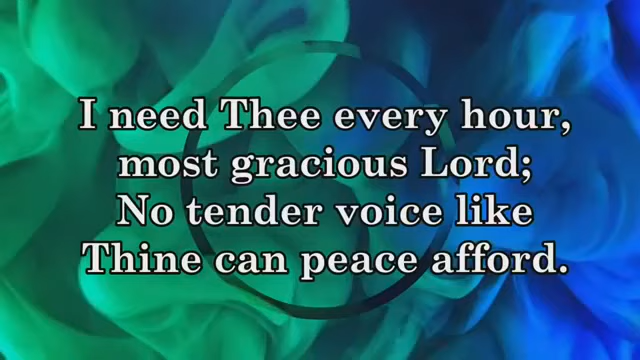 I need Thee every hour,
most gracious Lord;
No tender voice like
Thine can peace afford.